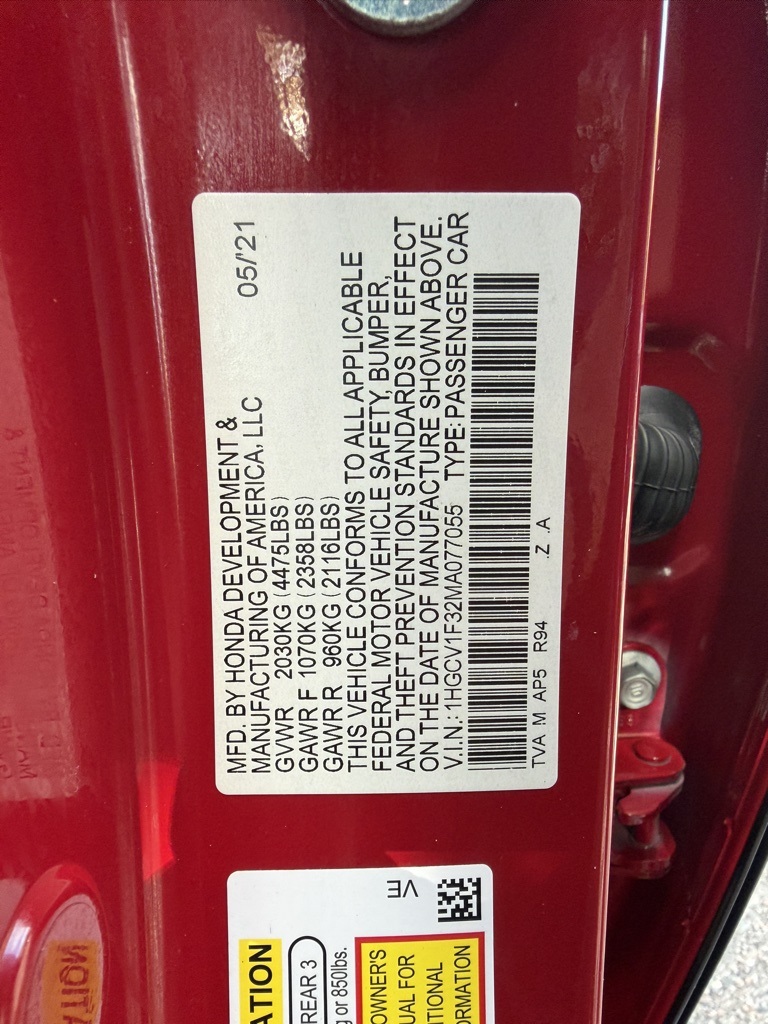 MFD. BY HONDA DEVELOPMENT &
MANUFACTURING OF AMERICA, LLC 05/'21
GVWR 2030KG (4475LBS)
GAWR F 1070KG (2358LBS)
GAWR R 960KG (2116LBS)
THIS VEHICLE CONFORMS TO ALL APPLICABLE
FEDERAL MOTOR VEHICLE SAFETY, BUMPER,
AND THEFT PREVENTION STANDARDS IN EFFECT
ON THE DATE OF MANUFACTURE SHOWN ABOVE.
V.I.N.: 1HGCV1F32MA077055 TYPE: PASSENGER CAR
TVA M AP5 R94 .Z .A
ATION
REAR 3
g or 850lbs.
OWNER'S
UAL FOR
TIONAL
ORMATION
VE